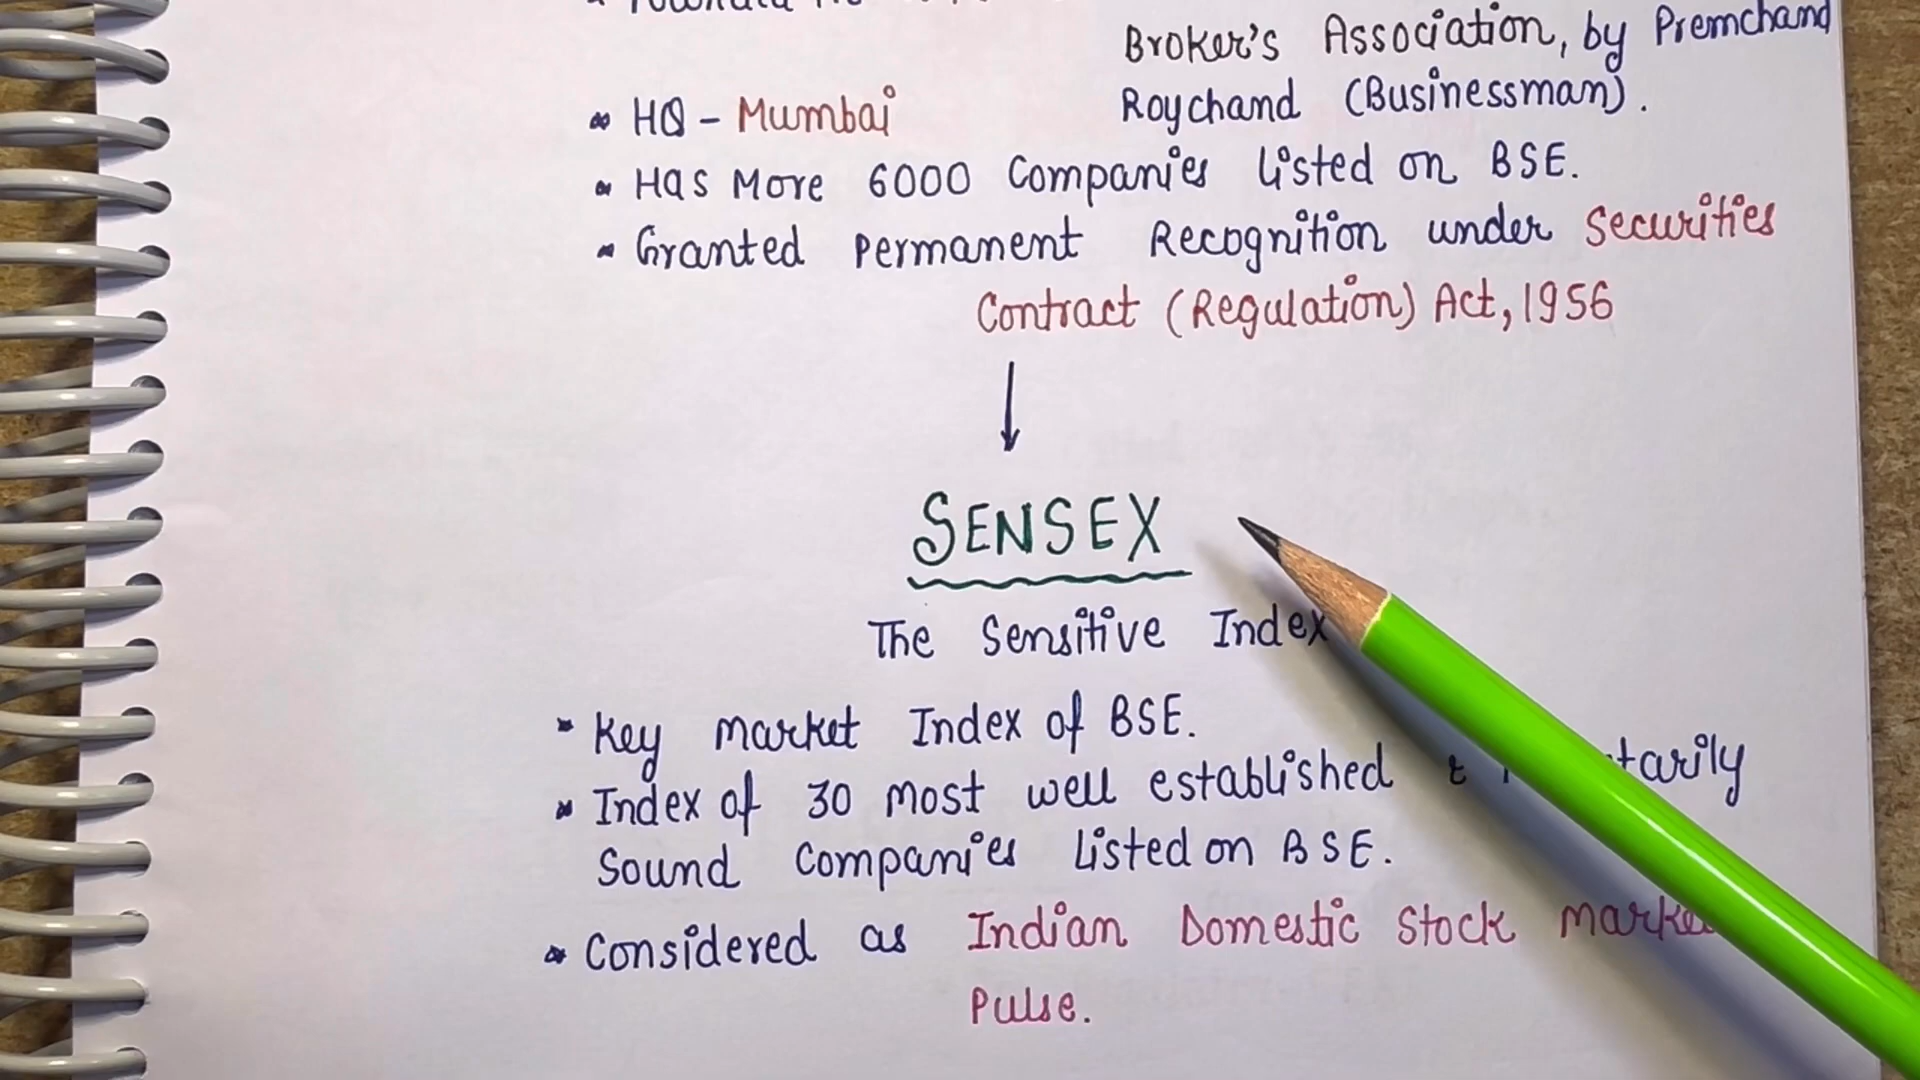 Broker's Association, by Premchand
Roychand (Businessman).
HQ - Mumbai
Has More 6000 Companies listed on BSE.
Granted Permanent Recognition under Securities
Contract (Regulation) Act, 1956
SENSEX
The Sensitive Index
Key market Index of BSE.
Index of 30 most well established &
Sound Companies Listed on BSE.
Considered as Indian Domestic Stock
Pulse.